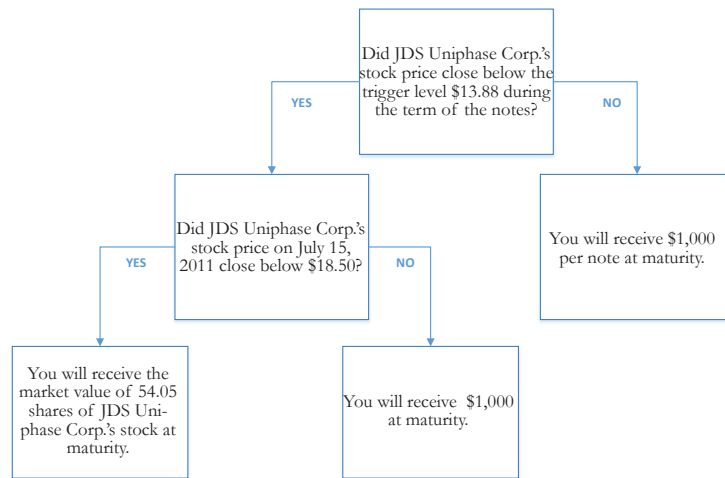 Did JDS Uniphase Corp.'s
stock price close below the
trigger level $13.88 during
the term of the notes?
YES
NO
Did JDS Uniphase Corp.'s
stock price on July 15,
2011 close below $18.50?
You will receive $1,000
per note at maturity.
YES
NO
You will receive the
market value of 54.05
shares of JDS Uni-
phase Corp.'s stock at
maturity.
You will receive $1,000
at maturity.